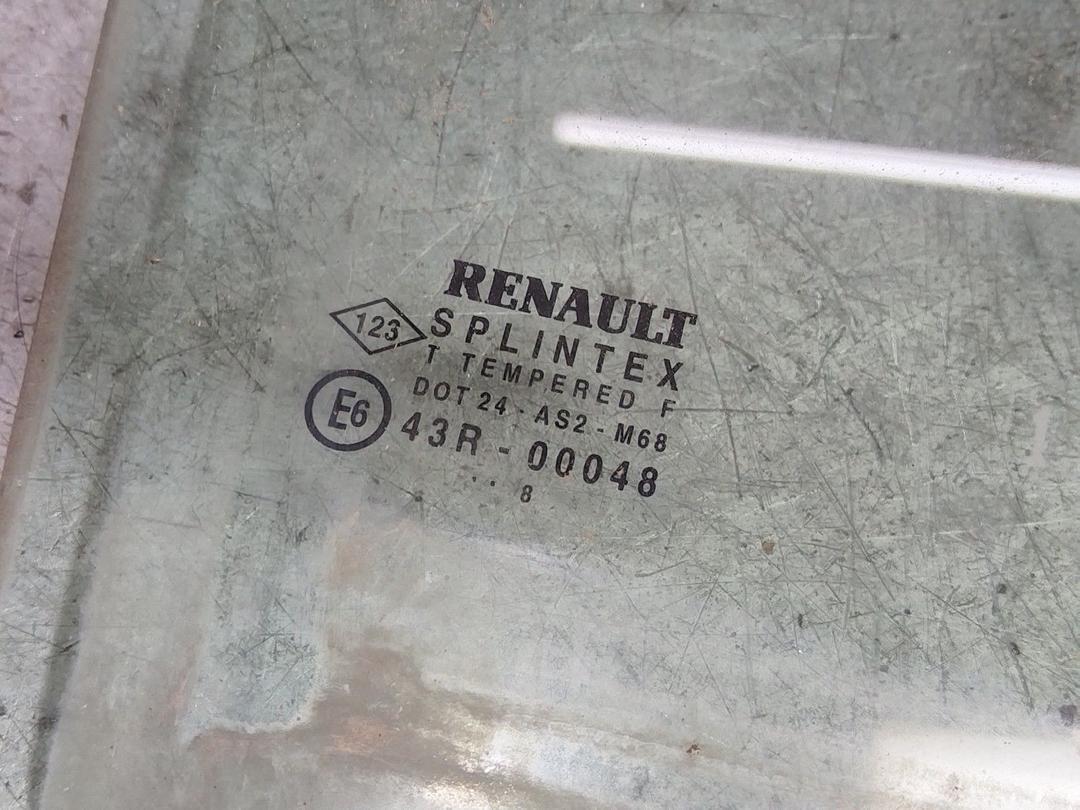 RENAULT
123 SPLINTEX
T TEMPERED F
DOT 24 - AS2 - M68
E6 43R - 00048
.. 8